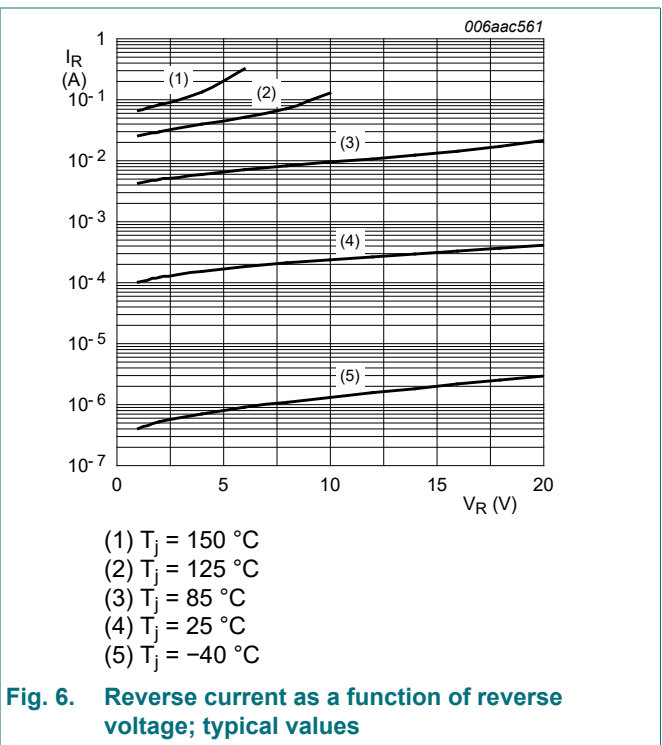 006aac561
1
I_R
(A)
(1)
(2)
10^-1
(3)
10^-2
10^-3
(4)
10^-4
10^-5
(5)
10^-6
10^-7
0 5 10 15 20
V_R (V)
(1) T_j = 150 °C
(2) T_j = 125 °C
(3) T_j = 85 °C
(4) T_j = 25 °C
(5) T_j = −40 °C
Fig. 6. Reverse current as a function of reverse
voltage; typical values